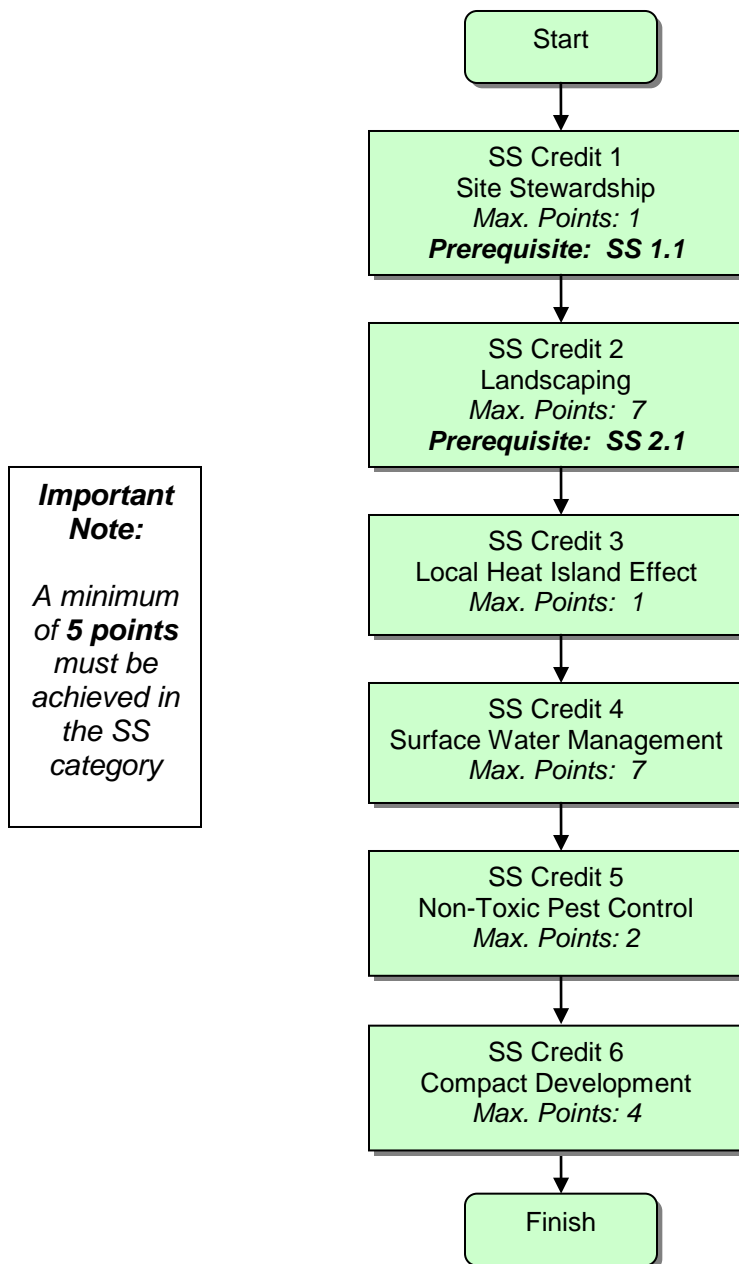 Start
SS Credit 1
Site Stewardship
Max. Points: 1
Prerequisite: SS 1.1
SS Credit 2
Landscaping
Max. Points: 7
Prerequisite: SS 2.1
Important
Note:
A minimum
of 5 points
must be
achieved in
the SS
category
SS Credit 3
Local Heat Island Effect
Max. Points: 1
SS Credit 4
Surface Water Management
Max. Points: 7
SS Credit 5
Non-Toxic Pest Control
Max. Points: 2
SS Credit 6
Compact Development
Max. Points: 4
Finish